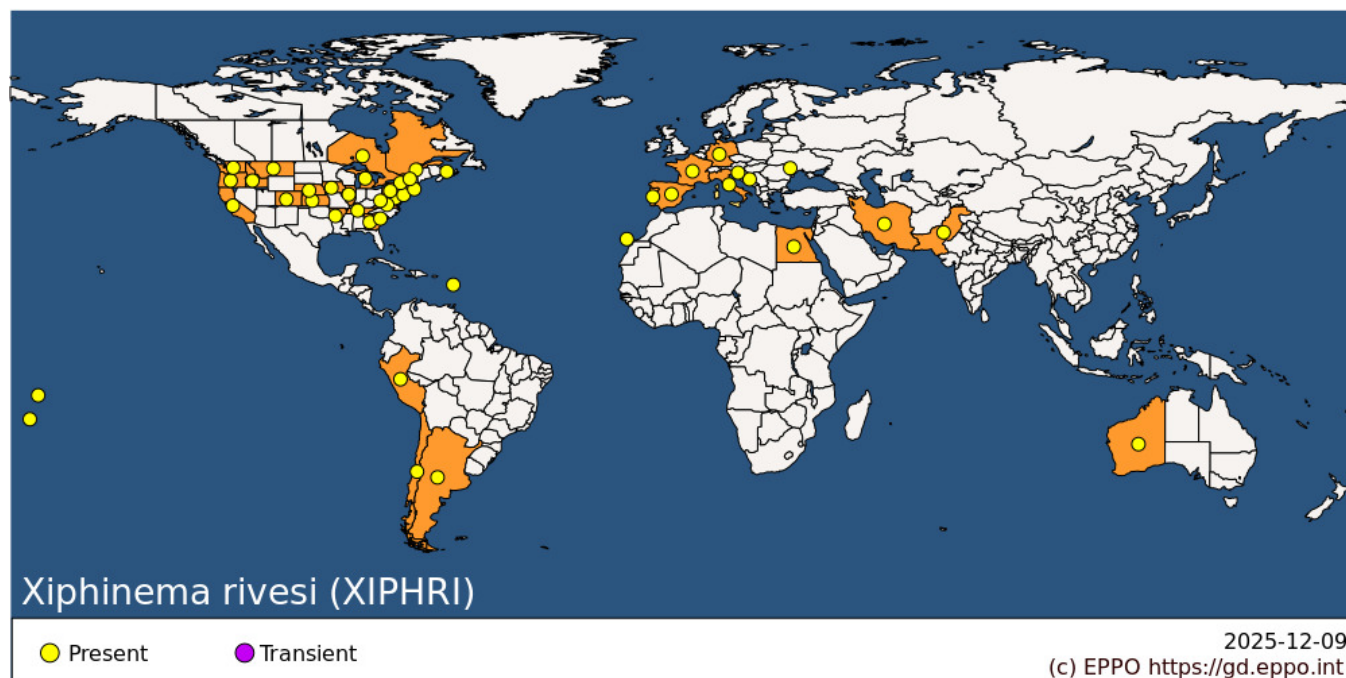 Xiphinema rivesi (XIPHRI)
Present
Transient
2025-12-09
(c) EPPO https://gd.eppo.int